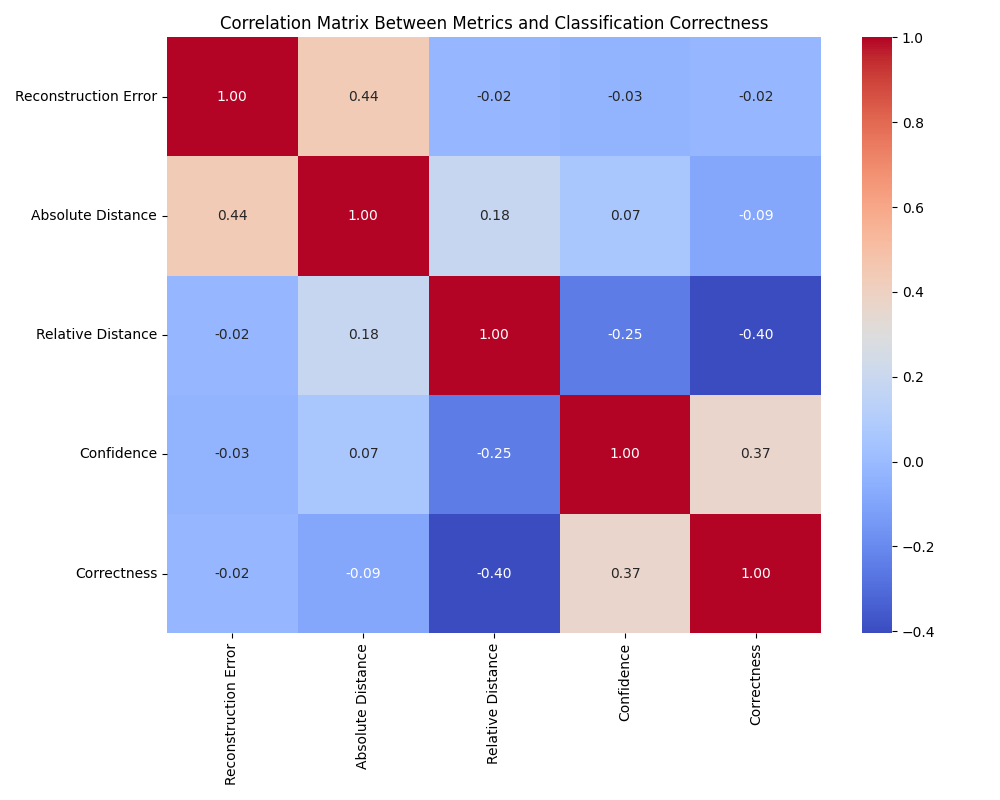 Correlation Matrix Between Metrics and Classification Correctness
Reconstruction Error 1.00 0.44 -0.02 -0.03 -0.02
Absolute Distance 0.44 1.00 0.18 0.07 -0.09
Relative Distance -0.02 0.18 1.00 -0.25 -0.40
Confidence -0.03 0.07 -0.25 1.00 0.37
Correctness -0.02 -0.09 -0.40 0.37 1.00
Reconstruction Error
Absolute Distance
Relative Distance
Confidence
Correctness
1.0
0.8
0.6
0.4
0.2
0.0
−0.2
−0.4